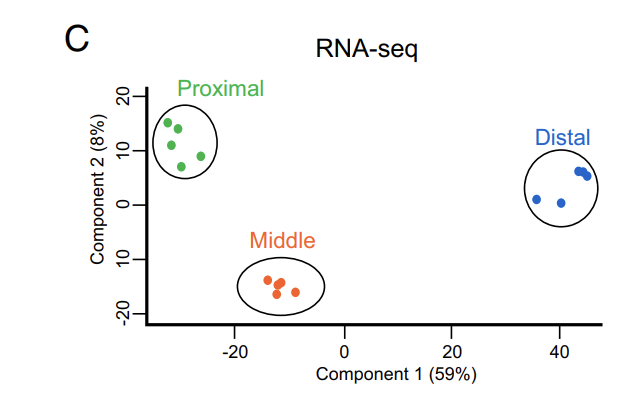 C
RNA-seq
Proximal
Distal
Middle
Component 2 (8%)
20
10
0
10
-20
-20
0
20
40
Component 1 (59%)